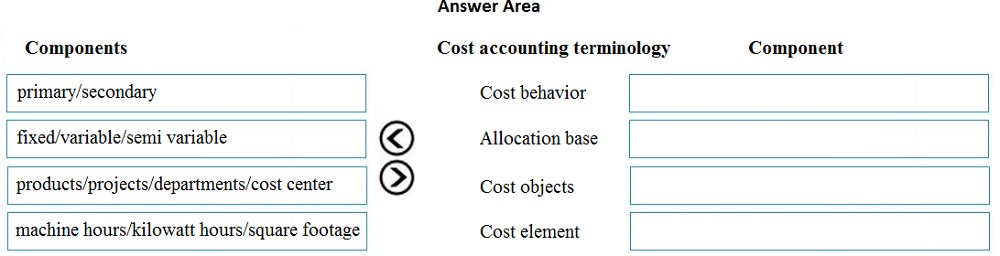 Answer Area
Components
Cost accounting terminology
Component
primary/secondary
Cost behavior
fixed/variable/semi variable
Allocation base
products/projects/departments/cost center
Cost objects
machine hours/kilowatt hours/square footage
Cost element